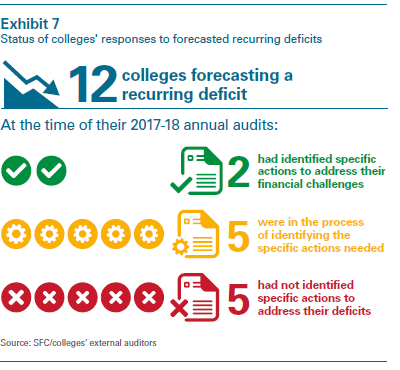 Exhibit 7
Status of colleges' responses to forecasted recurring deficits
12 colleges forecasting a
recurring deficit
At the time of their 2017-18 annual audits:
2 had identified specific
actions to address their
financial challenges
5 were in the process
of identifying the
specific actions needed
5 had not identified
specific actions to
address their deficits
Source: SFC/colleges' external auditors